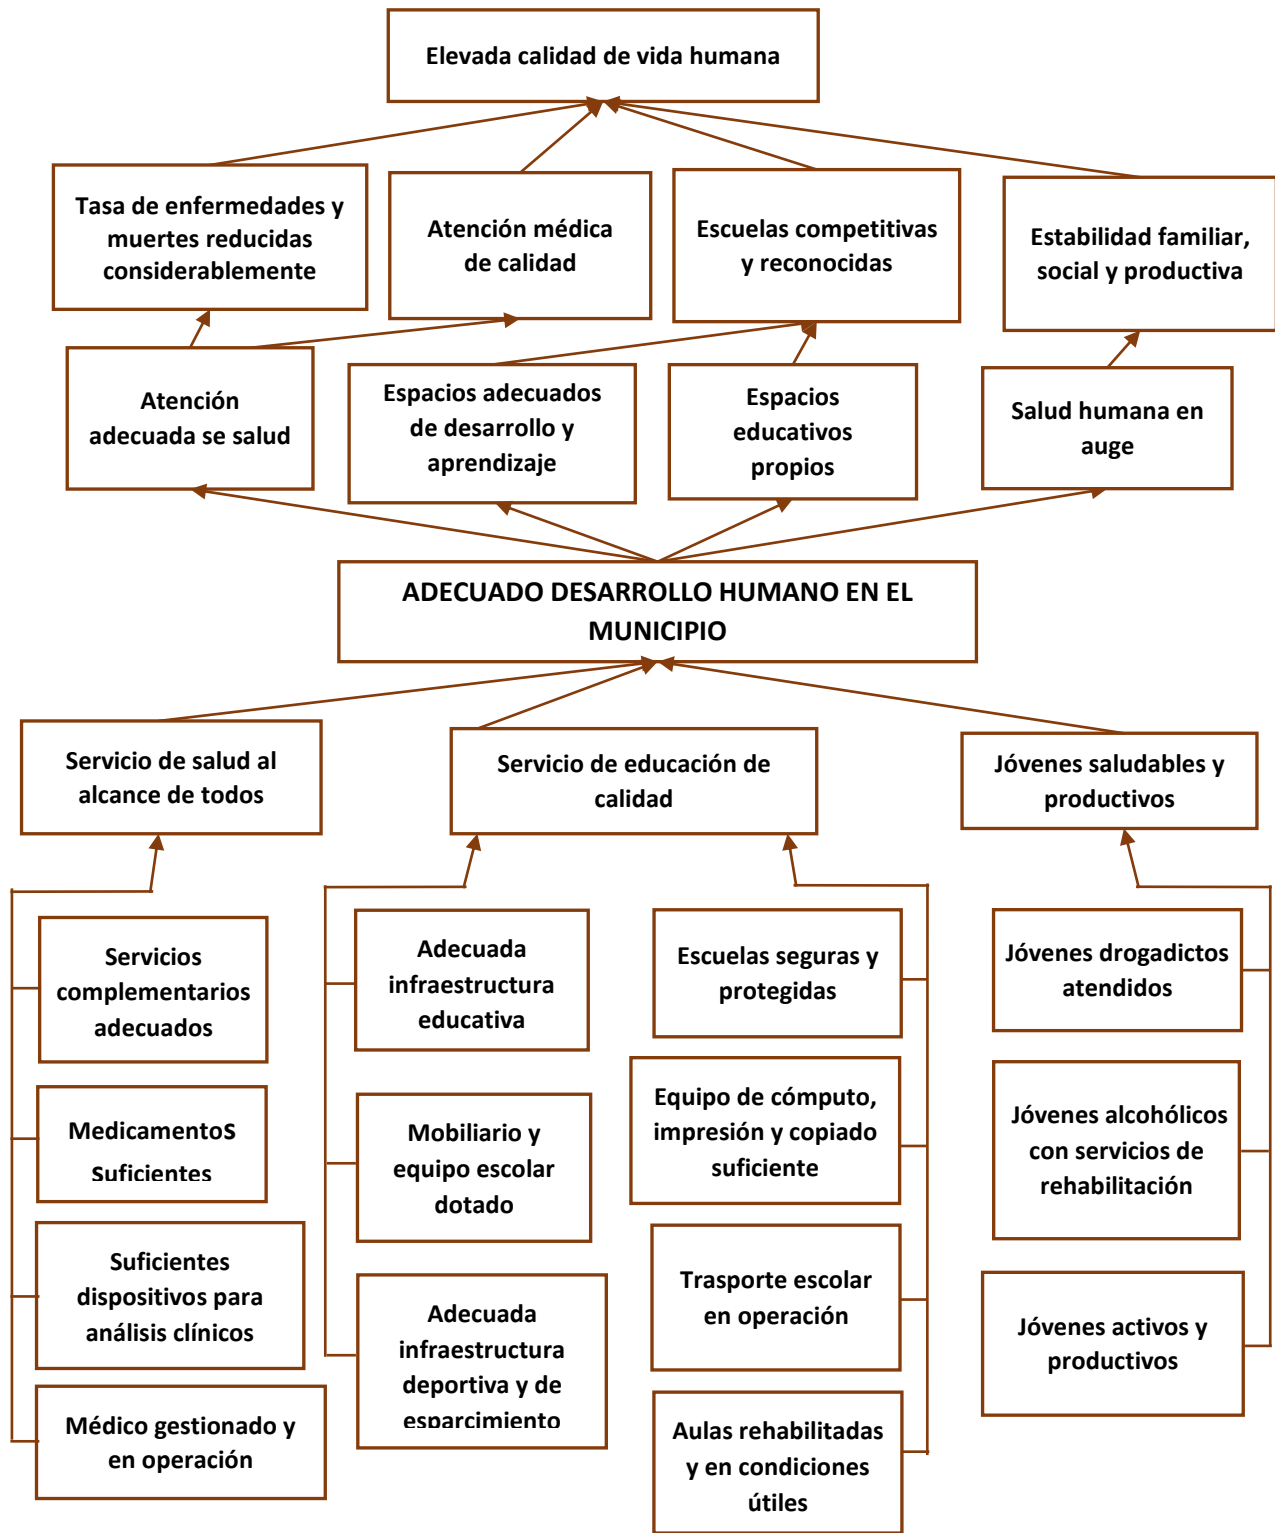 Elevada calidad de vida humana
Tasa de enfermedades y
muertes reducidas
considerablemente
Atención médica
de calidad
Escuelas competitivas
y reconocidas
Estabilidad familiar,
social y productiva
Atención
adecuada se salud
Espacios adecuados
de desarrollo y
aprendizaje
Espacios
educativos
propios
Salud humana en
auge
ADECUADO DESARROLLO HUMANO EN EL
MUNICIPIO
Servicio de salud al
alcance de todos
Servicio de educación de
calidad
Jóvenes saludables y
productivos
Servicios
complementarios
adecuados
Adecuada
infraestructura
educativa
Escuelas seguras y
protegidas
Jóvenes drogadictos
atendidos
Medicamentos
Suficientes
Mobiliario y
equipo escolar
dotado
Equipo de cómputo,
impresión y copiado
suficiente
Jóvenes alcohólicos
con servicios de
rehabilitación
Suficientes
dispositivos para
análisis clínicos
Adecuada
infraestructura
deportiva y de
esparcimiento
Trasporte escolar
en operación
Jóvenes activos y
productivos
Médico gestionado y
en operación
Aulas rehabilitadas
y en condiciones
útiles